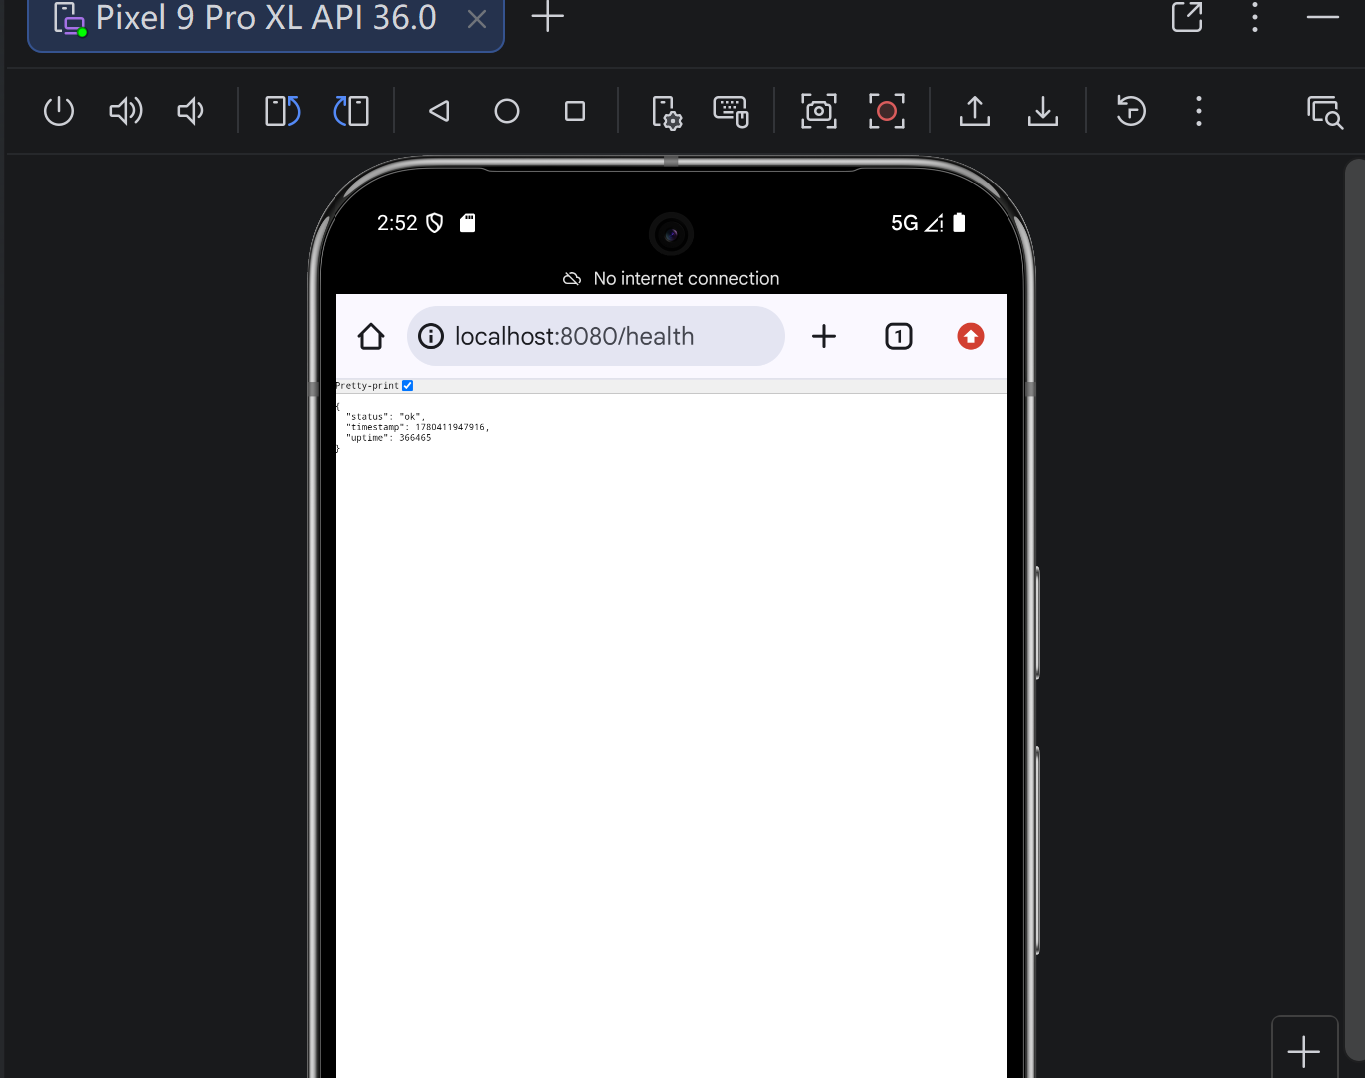 Pixel 9 Pro XL API 36.0
2:52
5G
No internet connection
localhost:8080/health
1
Pretty-print
{
  "status": "ok",
  "timestamp": 1780411947916,
  "uptime": 366465
}